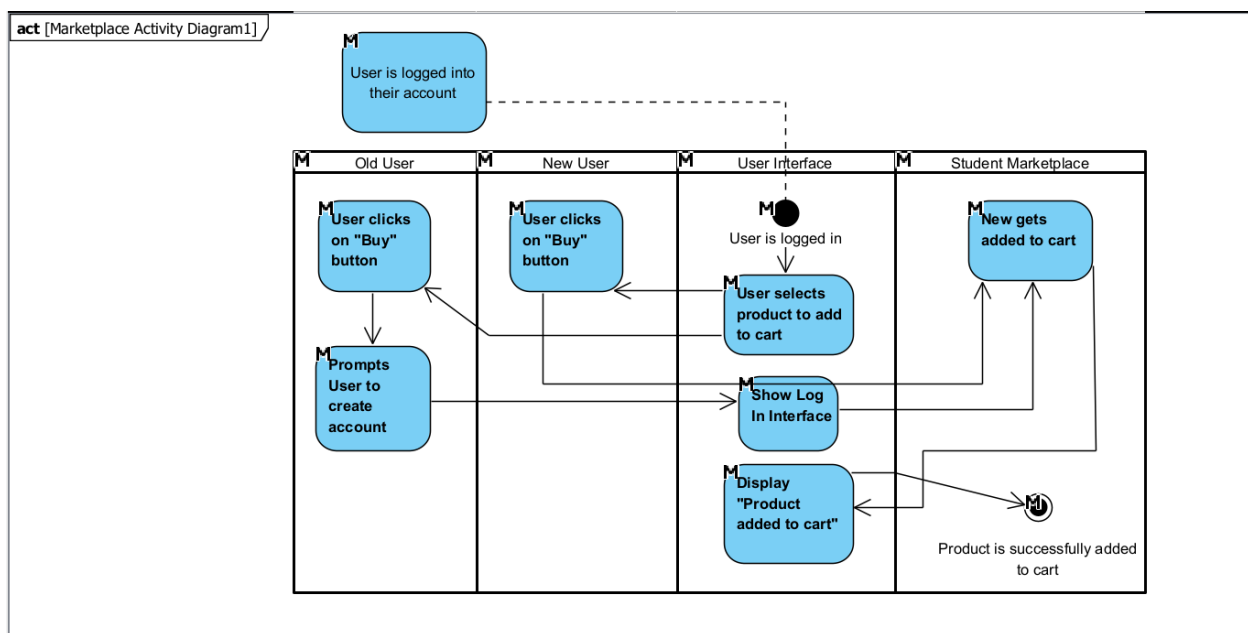 act [Marketplace Activity Diagram1]
M
User is logged into
their account
M
Old User
M
New User
M
User Interface
M
Student Marketplace
M
User clicks
on "Buy"
button
M
User clicks
on "Buy"
button
M
User is logged in
M
New gets
added to cart
M
User selects
product to add
to cart
M
Prompts
User to
create
account
M
Show Log
In Interface
M
Display
"Product
added to cart"
M
Product is successfully added
to cart